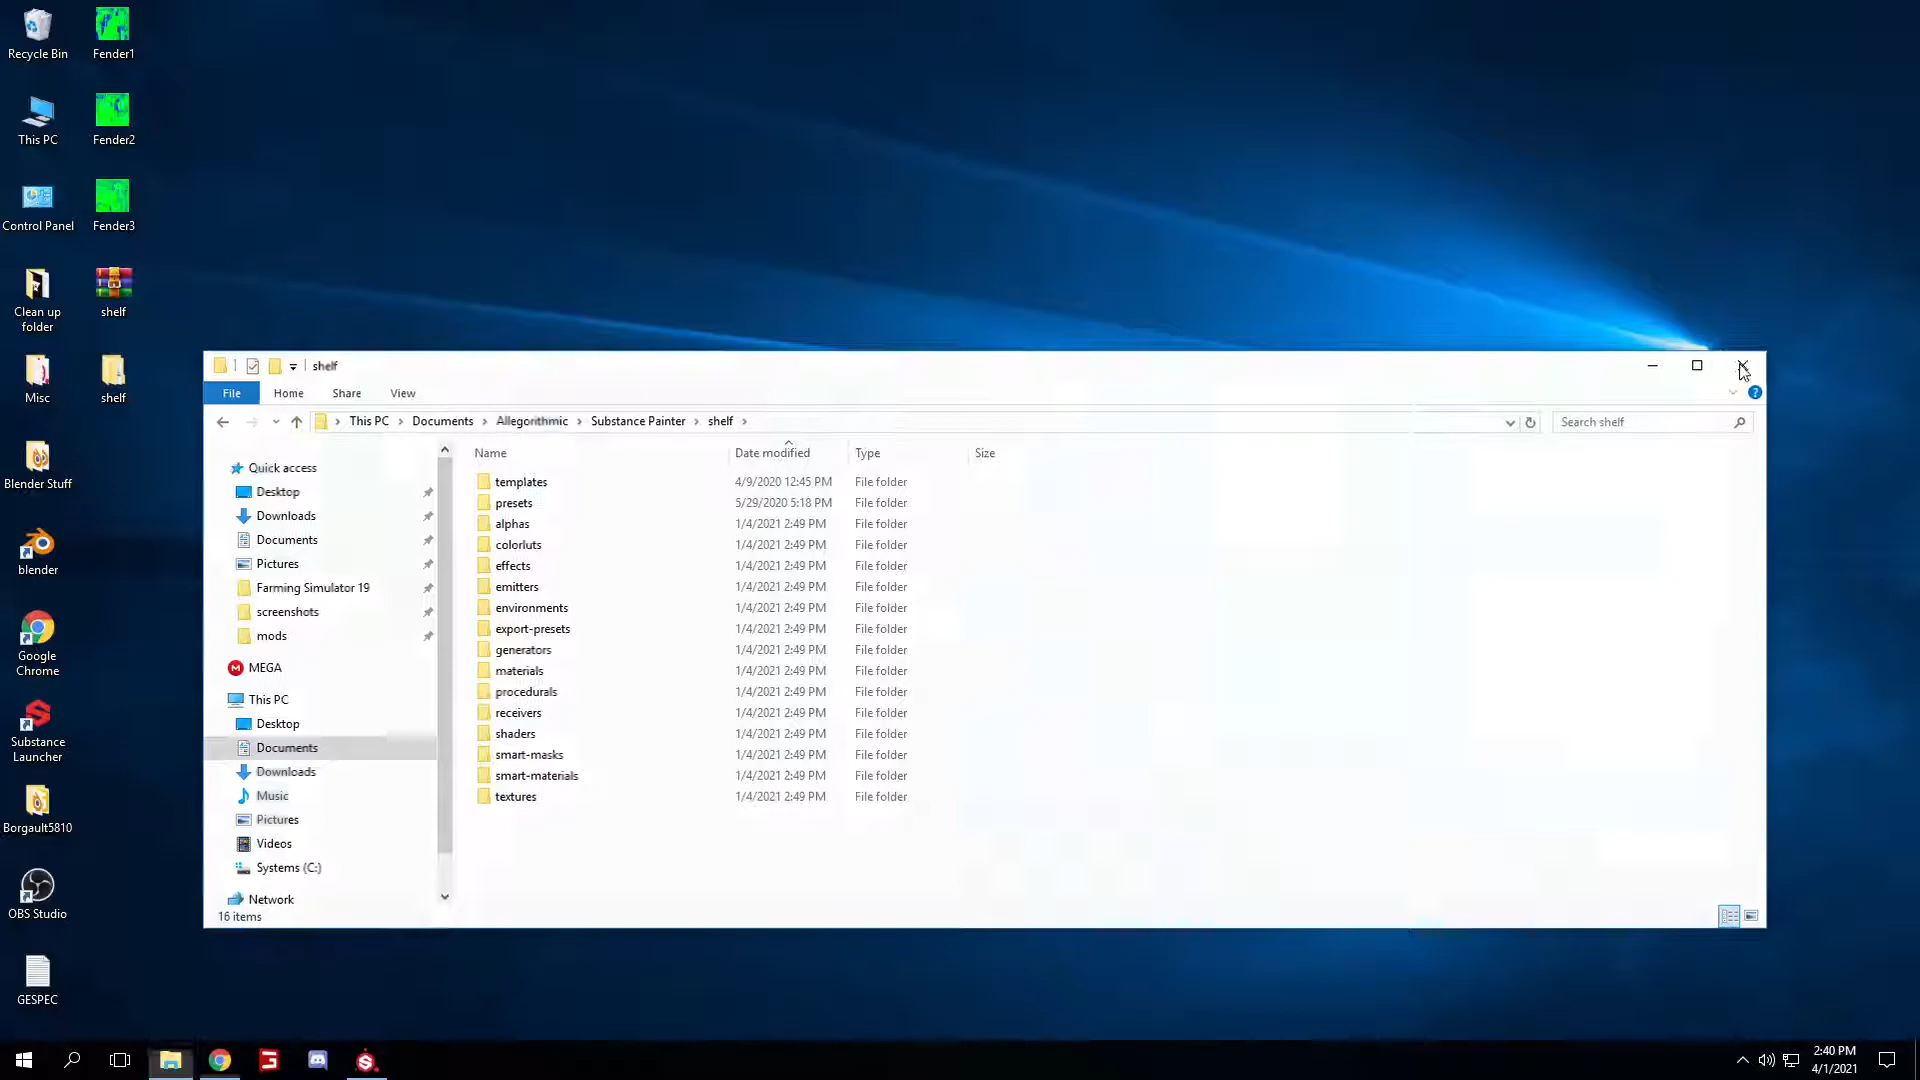 Recycle Bin
Fender1
This PC
Fender2
Control Panel
Fender3
Clean up folder
shelf
Misc
shelf
Blender Stuff
blender
Google Chrome
Substance Launcher
Borgault5810
OBS Studio
GESPEC
shelf
File Home Share View
This PC > Documents > Allegorithmic > Substance Painter > shelf >
Search shelf
Quick access
Desktop
Downloads
Documents
Pictures
Farming Simulator 19
screenshots
mods
MEGA
This PC
Desktop
Documents
Downloads
Music
Pictures
Videos
Systems (C:)
Network
Name Date modified Type Size
templates 4/9/2020 12:45 PM File folder
presets 5/29/2020 5:18 PM File folder
alphas 1/4/2021 2:49 PM File folder
colorluts 1/4/2021 2:49 PM File folder
effects 1/4/2021 2:49 PM File folder
emitters 1/4/2021 2:49 PM File folder
environments 1/4/2021 2:49 PM File folder
export-presets 1/4/2021 2:49 PM File folder
generators 1/4/2021 2:49 PM File folder
materials 1/4/2021 2:49 PM File folder
procedurals 1/4/2021 2:49 PM File folder
receivers 1/4/2021 2:49 PM File folder
shaders 1/4/2021 2:49 PM File folder
smart-masks 1/4/2021 2:49 PM File folder
smart-materials 1/4/2021 2:49 PM File folder
textures 1/4/2021 2:49 PM File folder
16 items
2:40 PM
4/1/2021